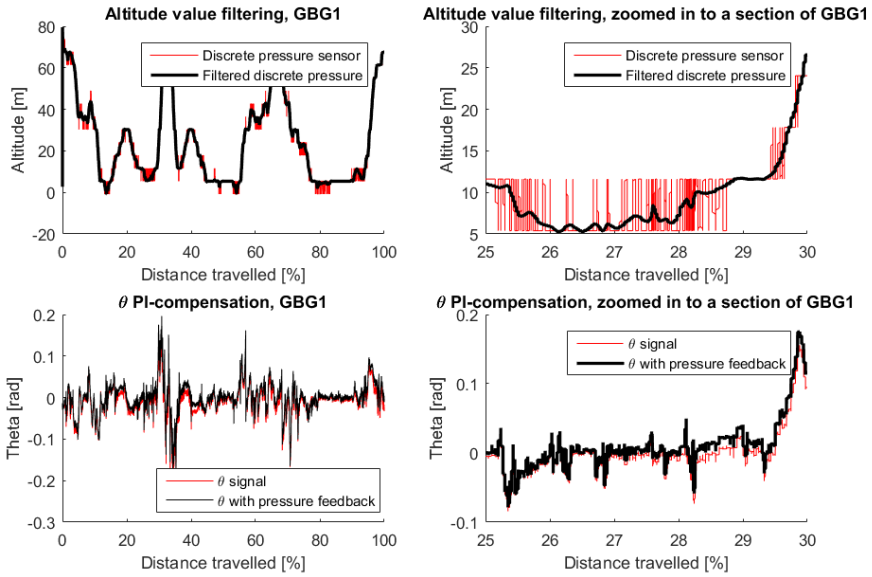 Altitude value filtering, GBG1
80
60
40
20
0
-20
Altitude [m]
Discrete pressure sensor
Filtered discrete pressure
0
20
40
60
80
100
Distance travelled [%]
Altitude value filtering, zoomed in to a section of GBG1
30
25
20
15
10
5
Altitude [m]
Discrete pressure sensor
Filtered discrete pressure
25
26
27
28
29
30
Distance travelled [%]
θ PI-compensation, GBG1
0.2
0.1
0
-0.1
-0.2
-0.3
Theta [rad]
θ signal
θ with pressure feedback
0
20
40
60
80
100
Distance travelled [%]
θ PI-compensation, zoomed in to a section of GBG1
0.2
0.1
0
-0.1
Theta [rad]
θ signal
θ with pressure feedback
25
26
27
28
29
30
Distance travelled [%]